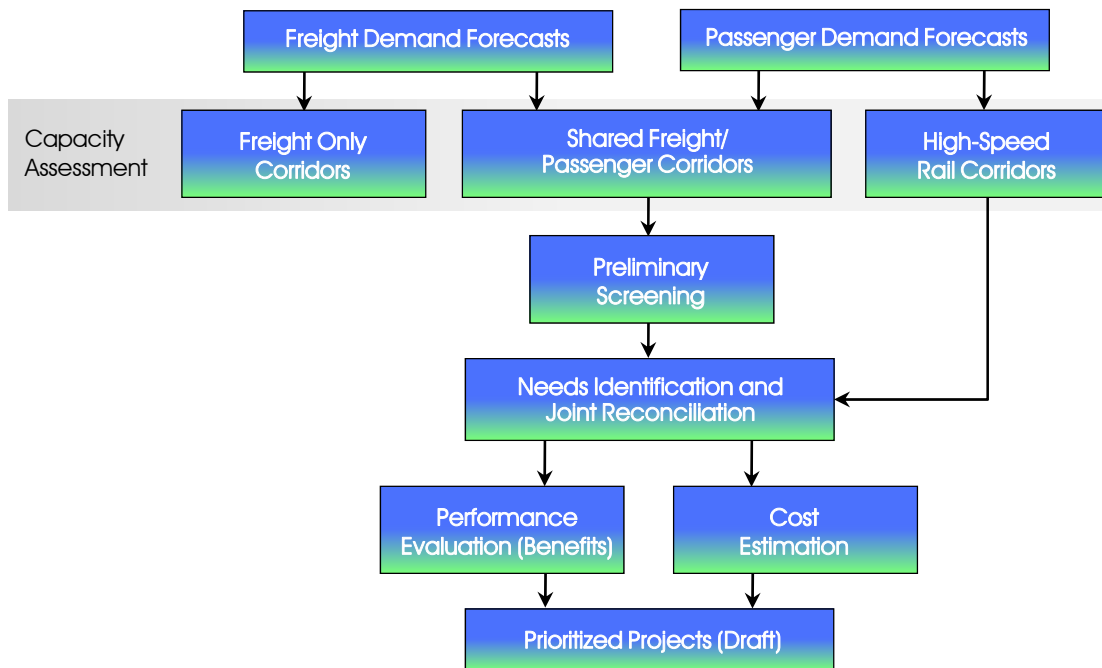 Freight Demand Forecasts
Passenger Demand Forecasts
Capacity
Assessment
Freight Only
Corridors
Shared Freight/
Passenger Corridors
High-Speed
Rail Corridors
Preliminary
Screening
Needs Identification and
Joint Reconciliation
Performance
Evaluation (Benefits)
Cost
Estimation
Prioritized Projects (Draft)